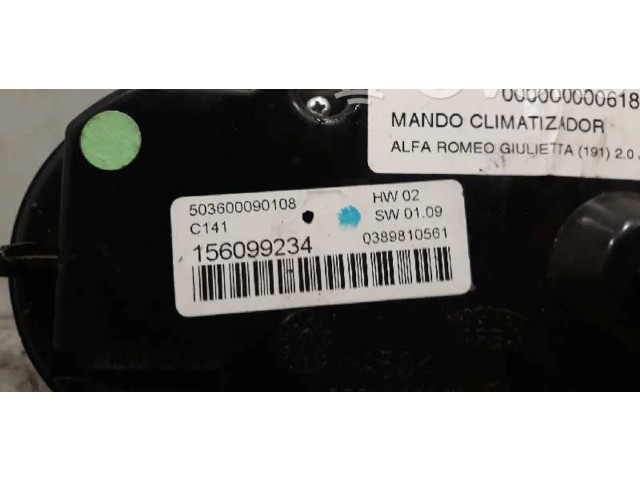 000000000618
MANDO CLIMATIZADOR
ALFA ROMEO GIULIETTA (191) 2.0
503600090108
HW 02
C141
SW 01.09
156099234
0389810561